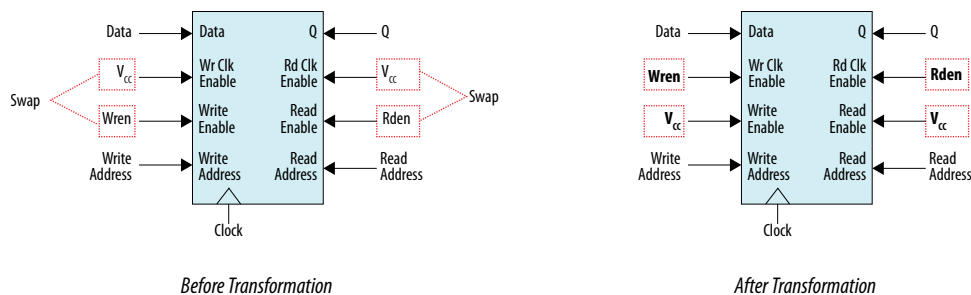 Data
Data
Q
Q
Swap
Vcc
Wr Clk
Enable
Rd Clk
Enable
Vcc
Swap
Wren
Write
Enable
Read
Enable
Rden
Write
Address
Write
Address
Read
Address
Read
Address
Clock
Before Transformation
Data
Data
Q
Q
Wren
Wr Clk
Enable
Rd Clk
Enable
Rden
Vcc
Write
Enable
Read
Enable
Vcc
Write
Address
Write
Address
Read
Address
Read
Address
Clock
After Transformation